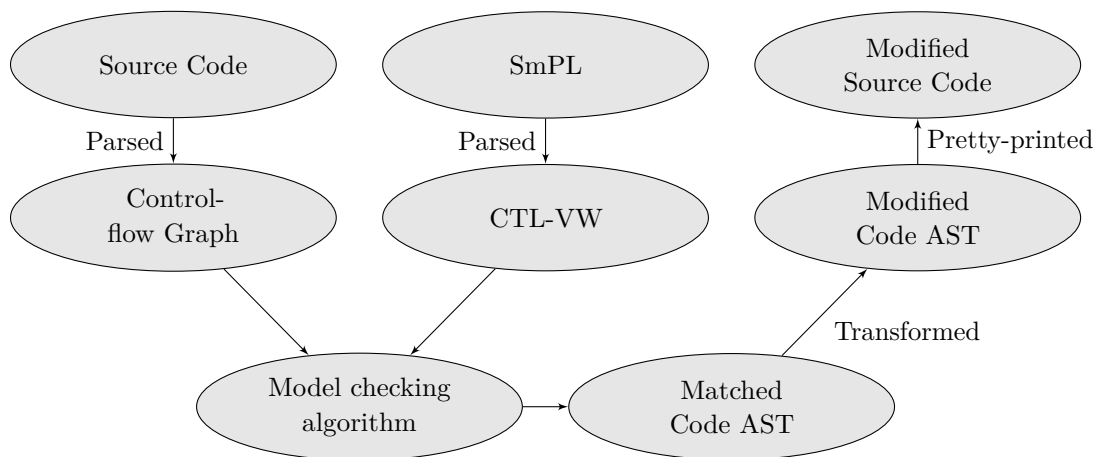 Source Code
SmPL
Modified
Source Code
Parsed
Parsed
Pretty-printed
Control-
flow Graph
CTL-VW
Modified
Code AST
Transformed
Model checking
algorithm
Matched
Code AST